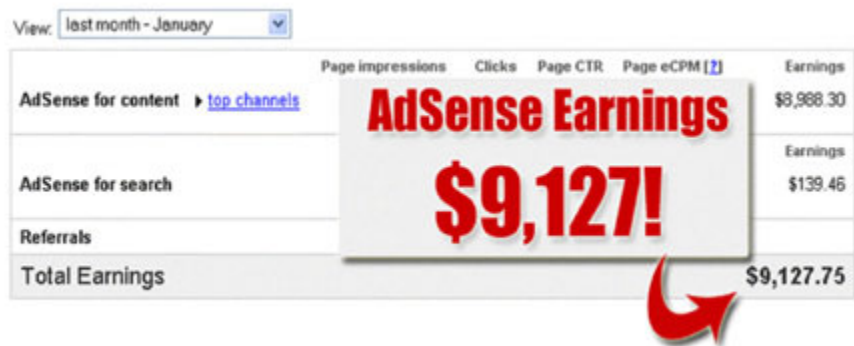 View: last month - January
Page impressions Clicks Page CTR Page eCPM [?] Earnings
AdSense for content ▸ top channels $8,988.30
AdSense Earnings
$9,127!
Earnings
AdSense for search $139.46
Referrals
Total Earnings $9,127.75